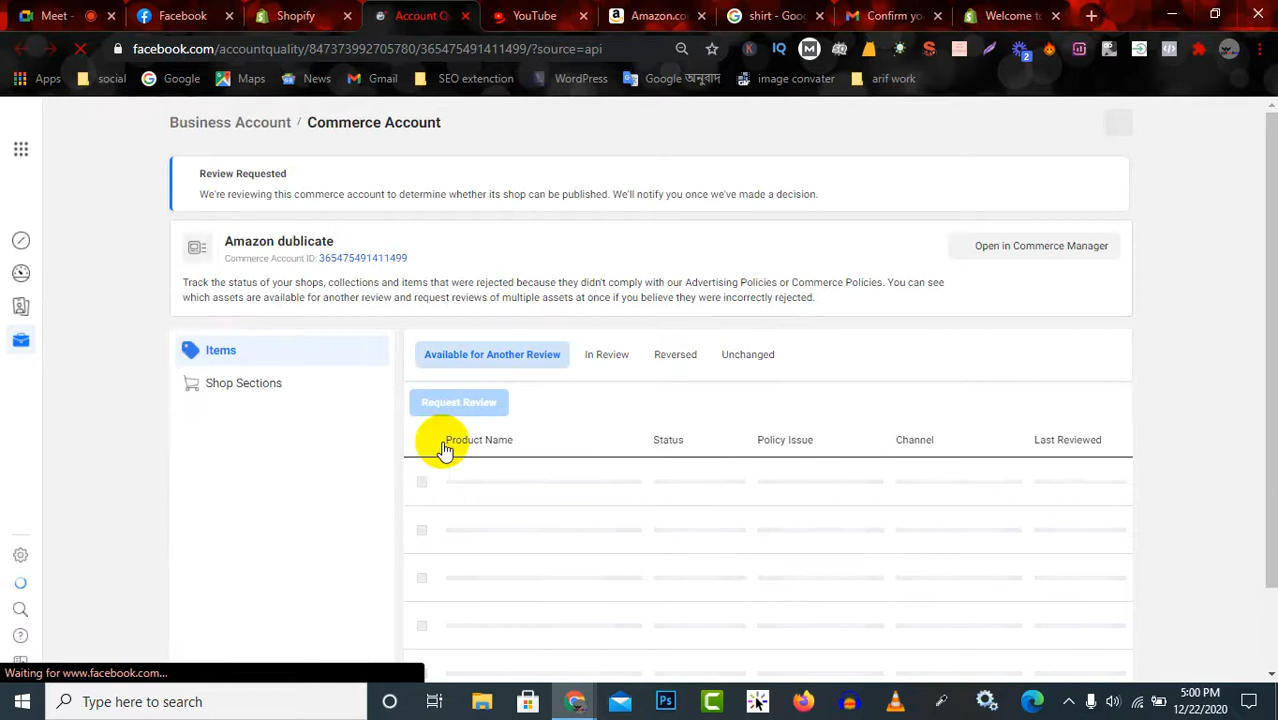 Meet -
Facebook
Shopify
Account Q
YouTube
Amazon.co
shirt - Goo
Confirm yo
Welcome to
facebook.com/accountquality/847373992705780/365475491411499/?source=api
Apps
social
Google
Maps
News
Gmail
SEO extenction
WordPress
Google অনুবাদ
image convater
arif work
Business Account / Commerce Account
Review Requested
We're reviewing this commerce account to determine whether its shop can be published. We'll notify you once we've made a decision.
Amazon dublicate
Commerce Account ID: 365475491411499
Open in Commerce Manager
Track the status of your shops, collections and items that were rejected because they didn't comply with our Advertising Policies or Commerce Policies. You can see
which assets are available for another review and request reviews of multiple assets at once if you believe they were incorrectly rejected.
Items
Shop Sections
Available for Another Review
In Review
Reversed
Unchanged
Request Review
Product Name
Status
Policy Issue
Channel
Last Reviewed
Waiting for www.facebook.com...
Type here to search
5:00 PM
12/22/2020